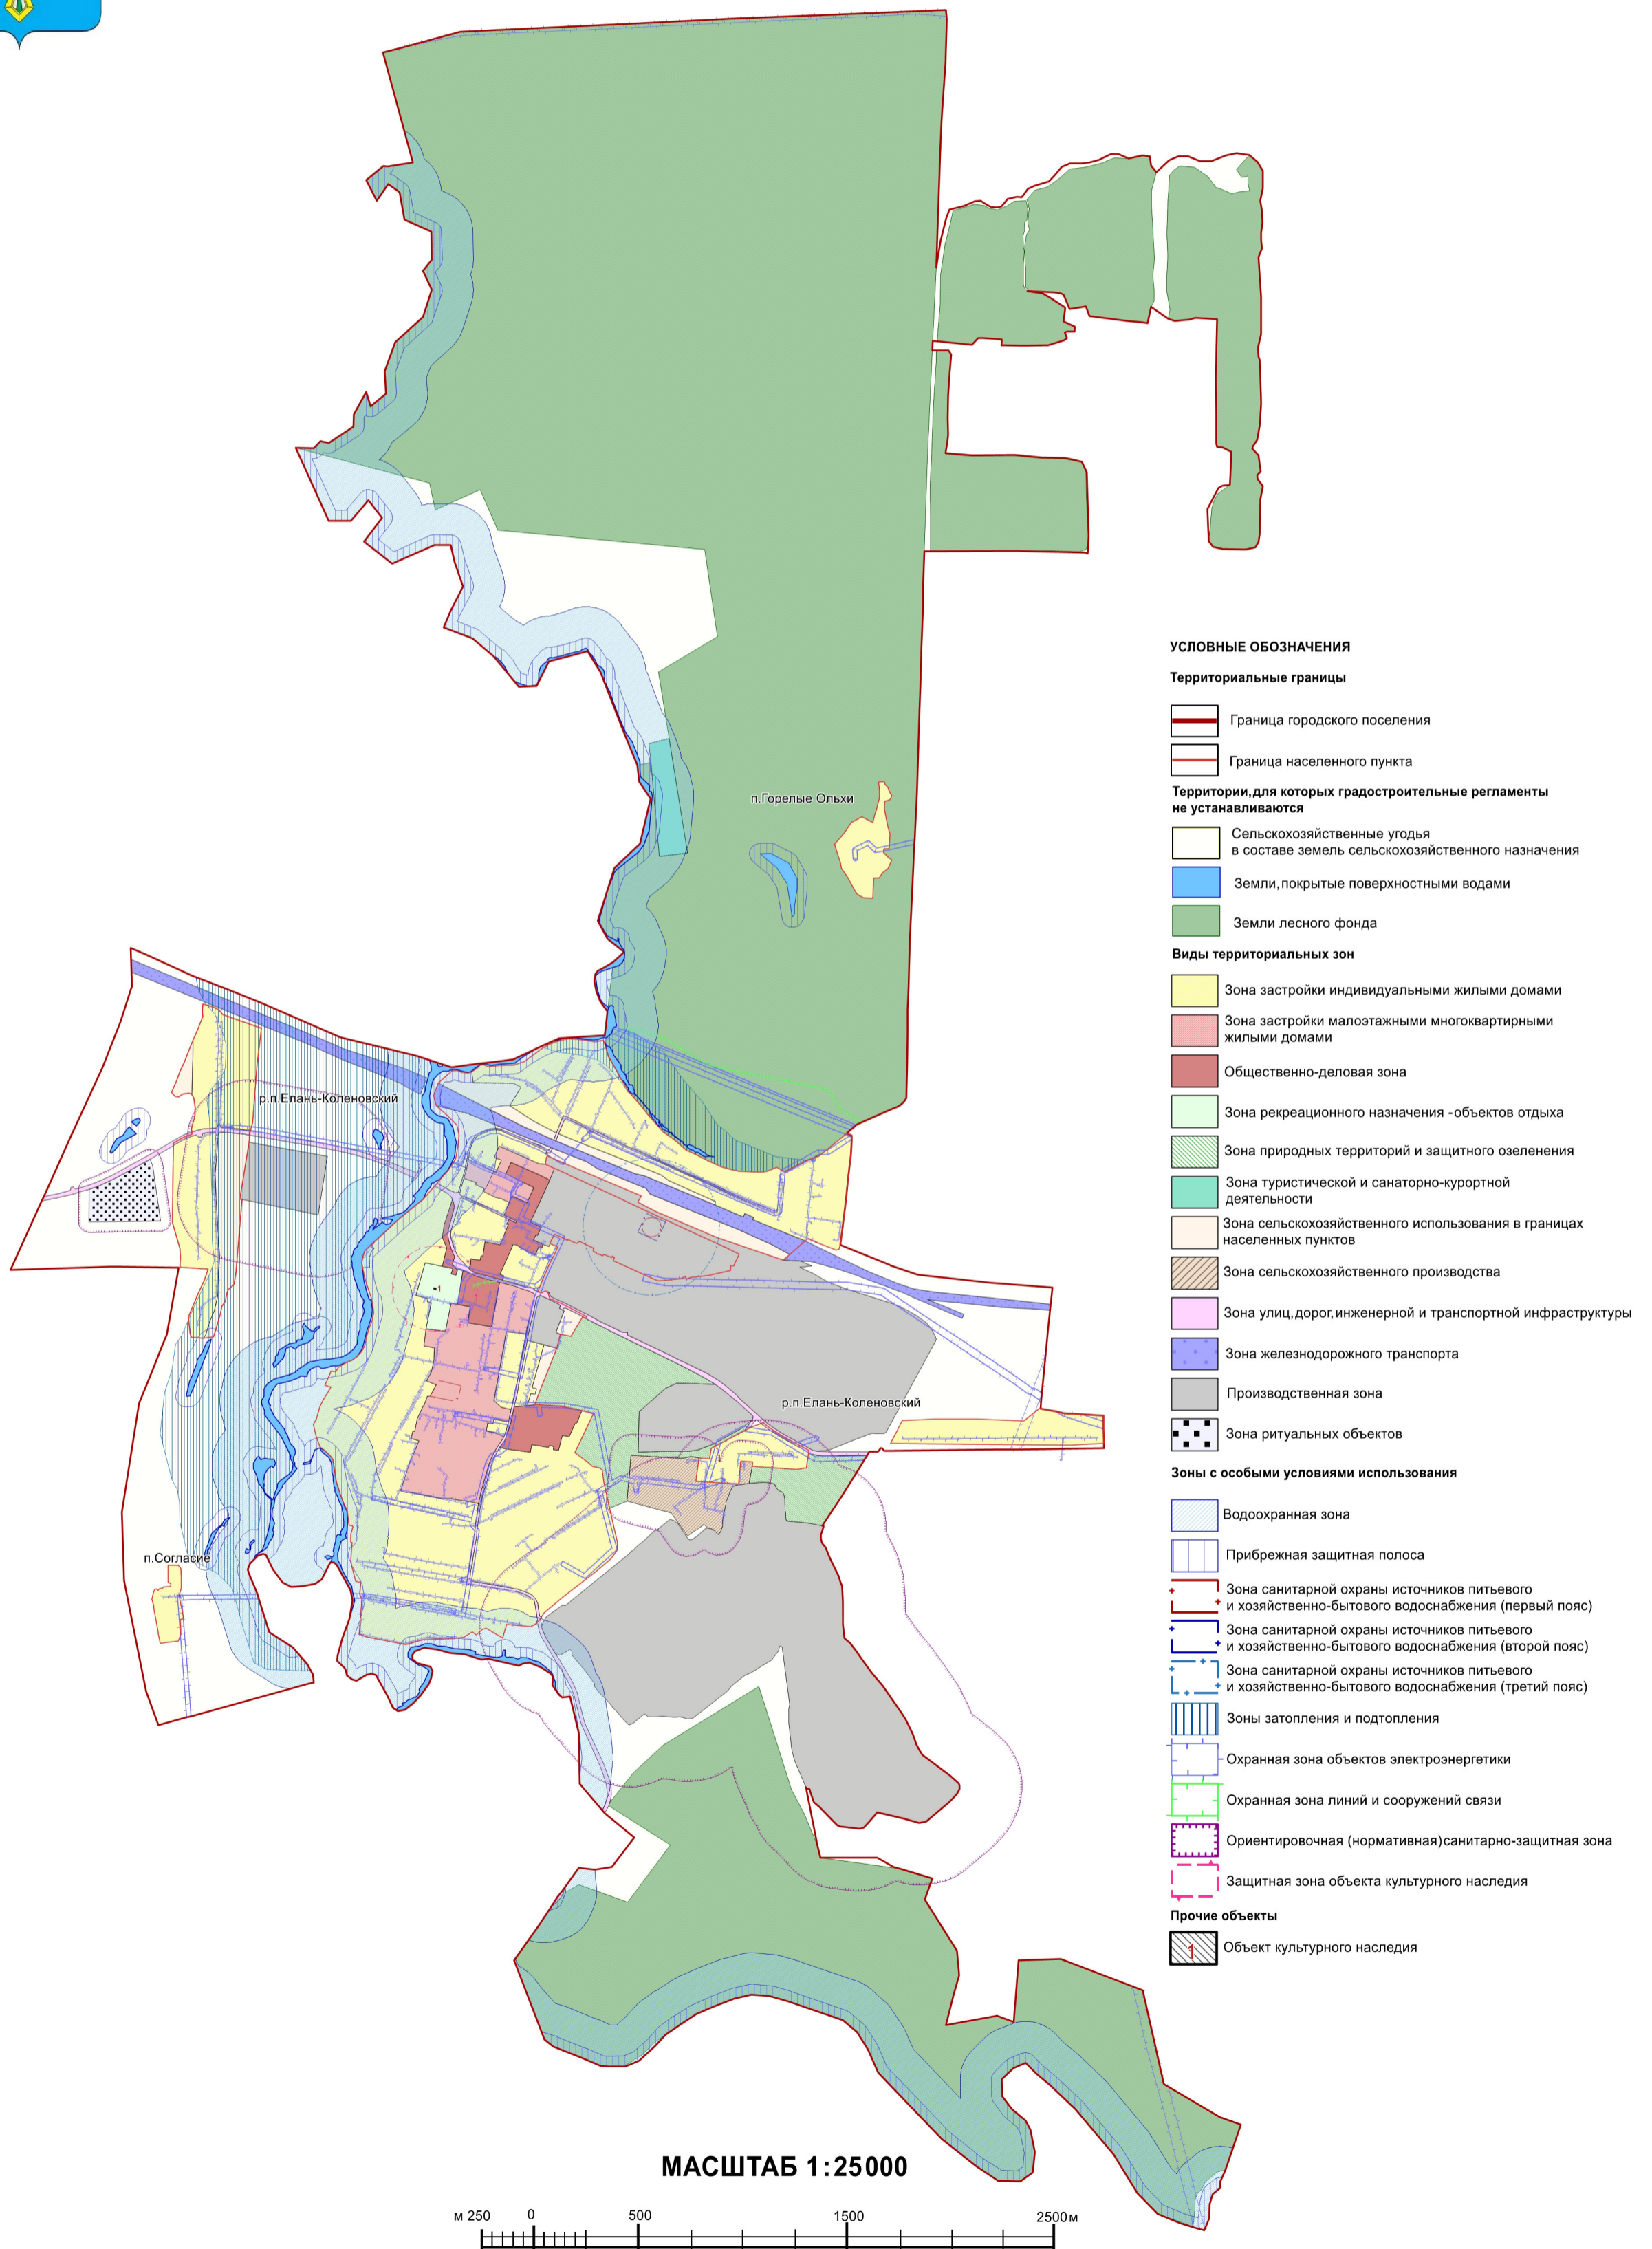 п.Горелые Ольхи
р.п.Елань-Коленовский
1
р.п.Елань-Коленовский
п.Согласие
УСЛОВНЫЕ ОБОЗНАЧЕНИЯ
Территориальные границы
Граница городского поселения
Граница населенного пункта
Территории,для которых градостроительные регламенты
не устанавливаются
Сельскохозяйственные угодья
в составе земель сельскохозяйственного назначения
Земли,покрытые поверхностными водами
Земли лесного фонда
Виды территориальных зон
Зона застройки индивидуальными жилыми домами
Зона застройки малоэтажными многоквартирными
жилыми домами
Общественно-деловая зона
Зона рекреационного назначения -объектов отдыха
Зона природных территорий и защитного озеленения
Зона туристической и санаторно-курортной
деятельности
Зона сельскохозяйственного использования в границах
населенных пунктов
Зона сельскохозяйственного производства
Зона улиц,дорог,инженерной и транспортной инфраструктуры
Зона железнодорожного транспорта
Производственная зона
Зона ритуальных объектов
Зоны с особыми условиями использования
Водоохранная зона
Прибрежная защитная полоса
Зона санитарной охраны источников питьевого
и хозяйственно-бытового водоснабжения (первый пояс)
Зона санитарной охраны источников питьевого
и хозяйственно-бытового водоснабжения (второй пояс)
Зона санитарной охраны источников питьевого
и хозяйственно-бытового водоснабжения (третий пояс)
Зоны затопления и подтопления
Охранная зона объектов электроэнергетики
Охранная зона линий и сооружений связи
Ориентировочная (нормативная)санитарно-защитная зона
Защитная зона объекта культурного наследия
Прочие объекты
1 Объект культурного наследия
МАСШТАБ 1:25000
м 250 0 500 1500 2500м